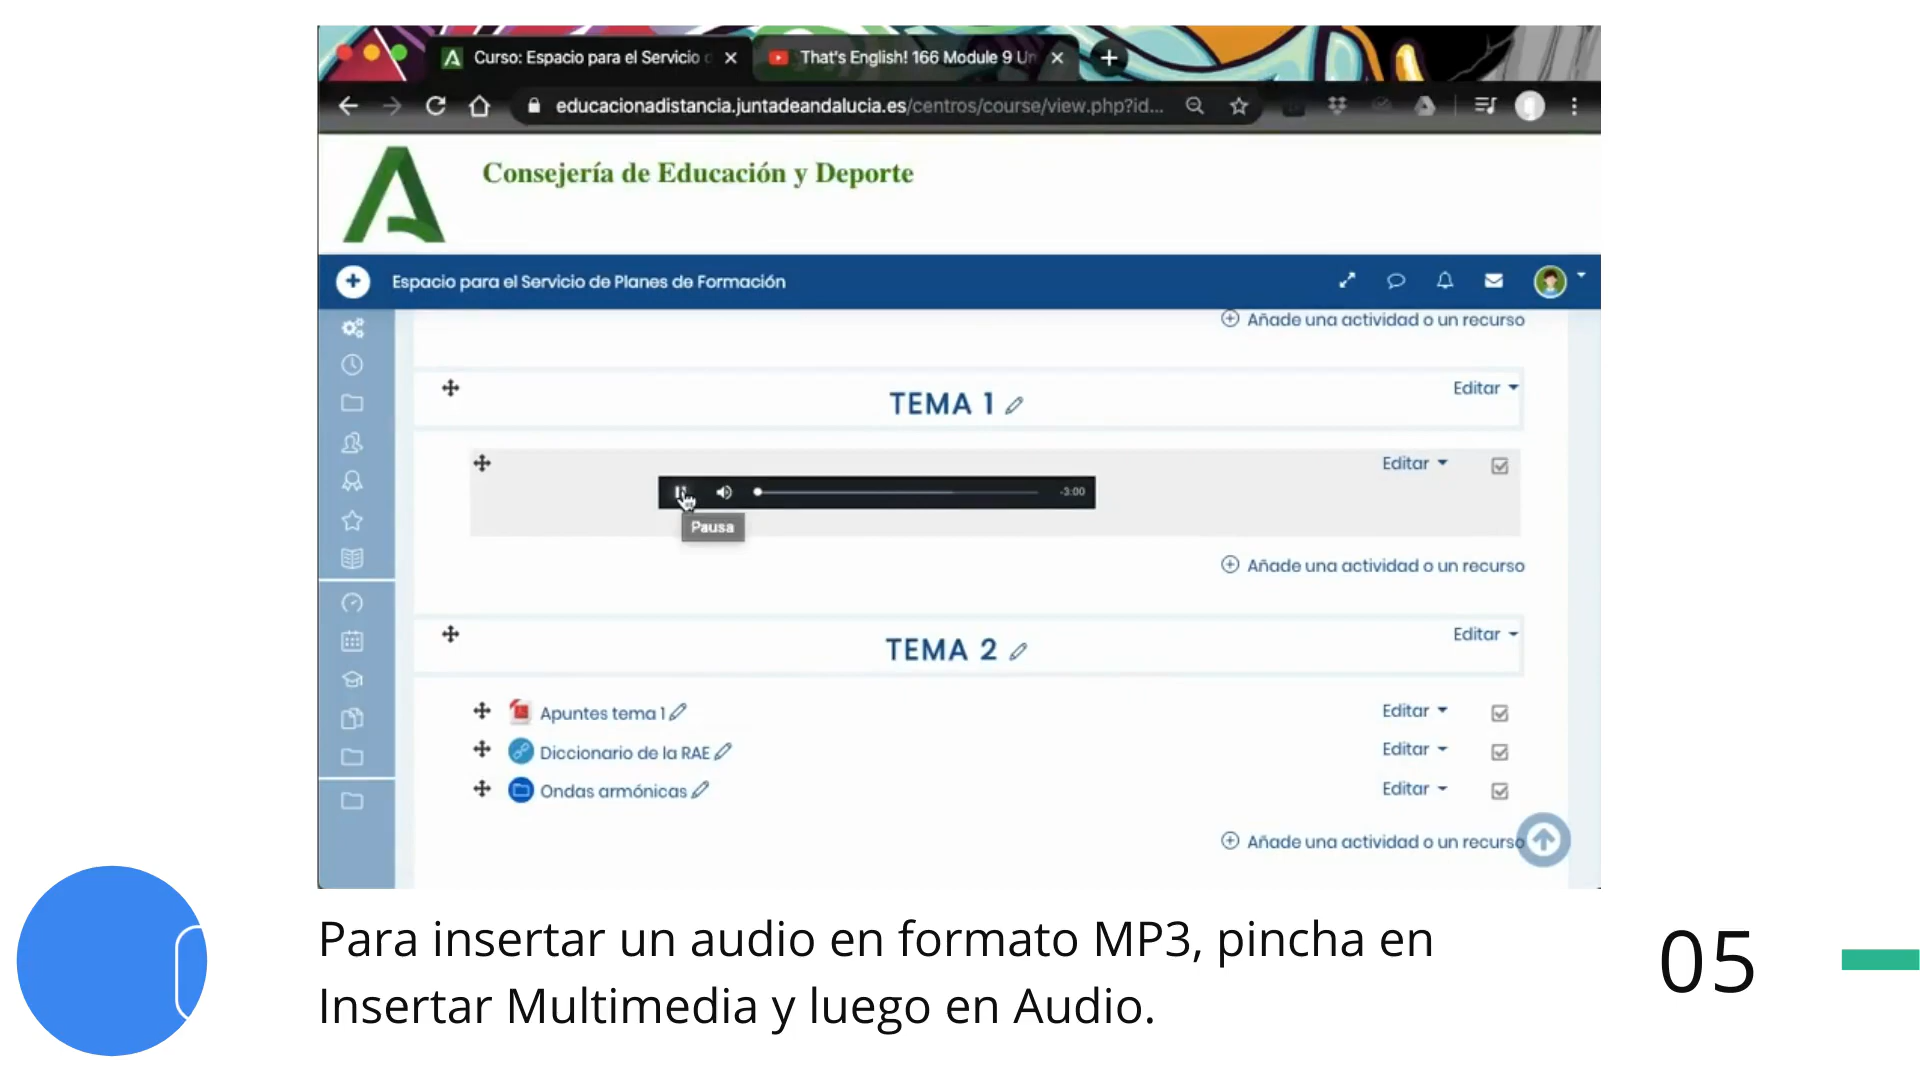 Curso: Espacio para el Servicio
That's English! 166 Module 9 Un
educacionadistancia.juntadeandalucia.es/centros/course/view.php?id...
Consejería de Educación y Deporte
Espacio para el Servicio de Planes de Formación
Añade una actividad o un recurso
Editar
TEMA 1
Editar
-3:00
Pausa
Añade una actividad o un recurso
Editar
TEMA 2
Apuntes tema 1 Editar
Diccionario de la RAE Editar
Ondas armónicas Editar
Añade una actividad o un recurso
Para insertar un audio en formato MP3, pincha en
Insertar Multimedia y luego en Audio.
05